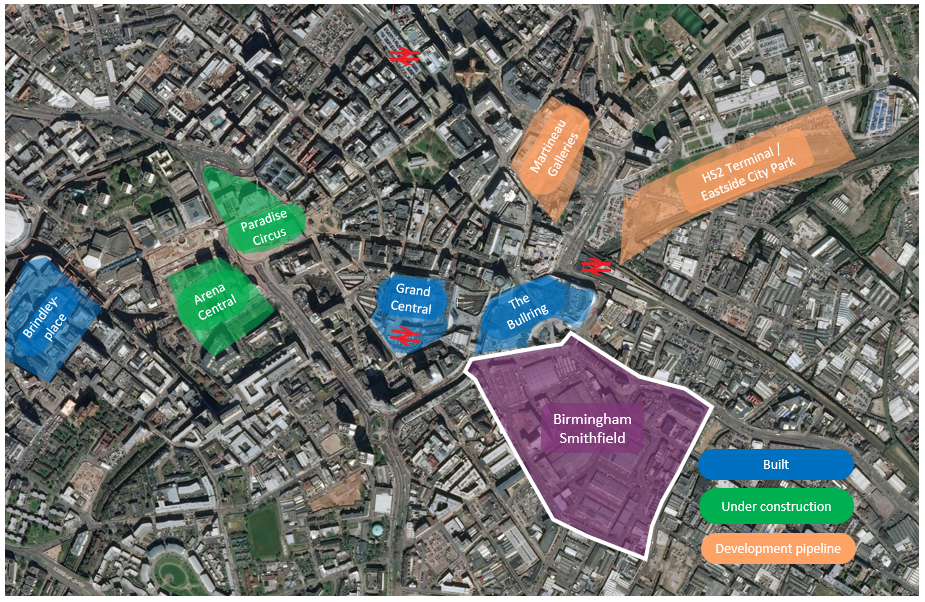 Martineau
Galleries
HS2 Terminal /
Eastside City Park
Paradise
Circus
Arena
Central
Brindley-
place
Grand
Central
The
Bullring
Birmingham
Smithfield
Built
Under construction
Development pipeline